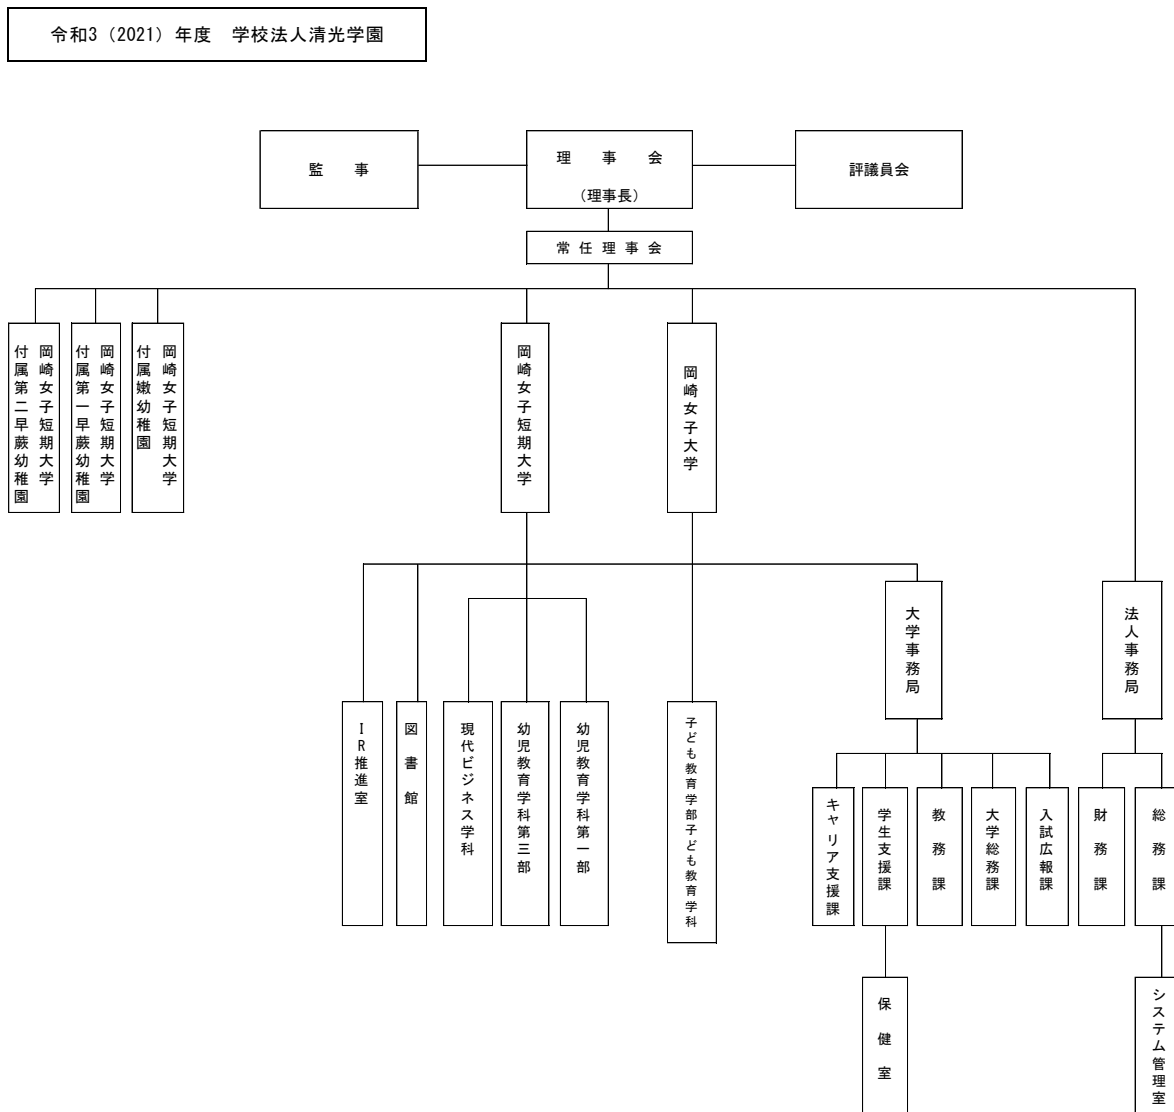 令和3（2021）年度　学校法人清光学園
監　事
理　事　会
（理事長）
評議員会
常 任 理 事 会
岡崎女子短期大学
付属第二早蕨幼稚園
岡崎女子短期大学
付属第一早蕨幼稚園
岡崎女子短期大学
付属嫩幼稚園
岡崎女子短期大学
岡崎女子大学
大学事務局
法人事務局
IR推進室
図書館
現代ビジネス学科
幼児教育学科第三部
幼児教育学科第一部
子ども教育学部子ども教育学科
キャリア支援課
学生支援課
教務課
大学総務課
入試広報課
財務課
総務課
保健室
システム管理室